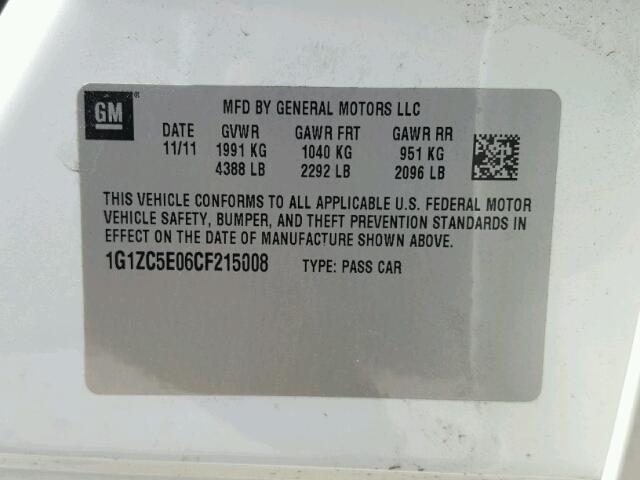 GM ®
MFD BY GENERAL MOTORS LLC
DATE GVWR GAWR FRT GAWR RR
11/11 1991 KG 1040 KG 951 KG
4388 LB 2292 LB 2096 LB
THIS VEHICLE CONFORMS TO ALL APPLICABLE U.S. FEDERAL MOTOR
VEHICLE SAFETY, BUMPER, AND THEFT PREVENTION STANDARDS IN
EFFECT ON THE DATE OF MANUFACTURE SHOWN ABOVE.
1G1ZC5E06CF215008 TYPE: PASS CAR